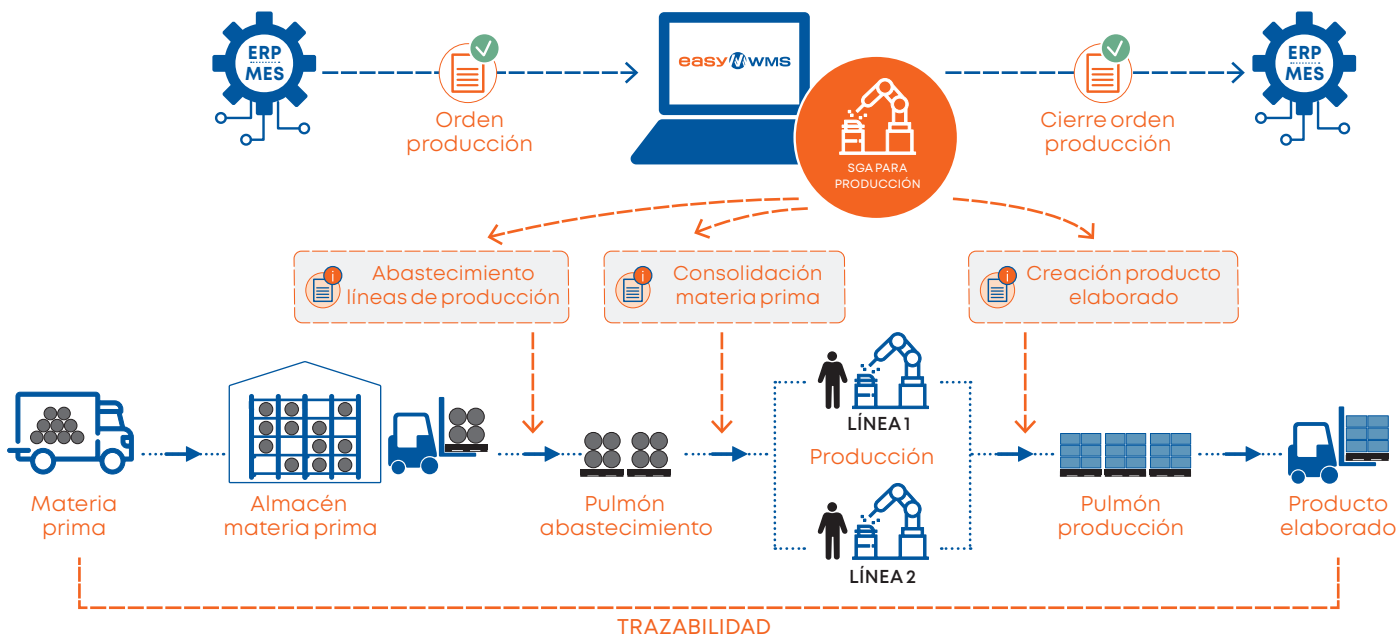 ERP
MES
Orden
producción
easy WMS
SGA PARA
PRODUCCIÓN
Cierre orden
producción
ERP
MES
Abastecimiento
líneas de producción
Consolidación
materia prima
Creación producto
elaborado
LÍNEA 1
Producción
LÍNEA 2
Materia
prima
Almacén
materia prima
Pulmón
abastecimiento
Pulmón
producción
Producto
elaborado
TRAZABILIDAD